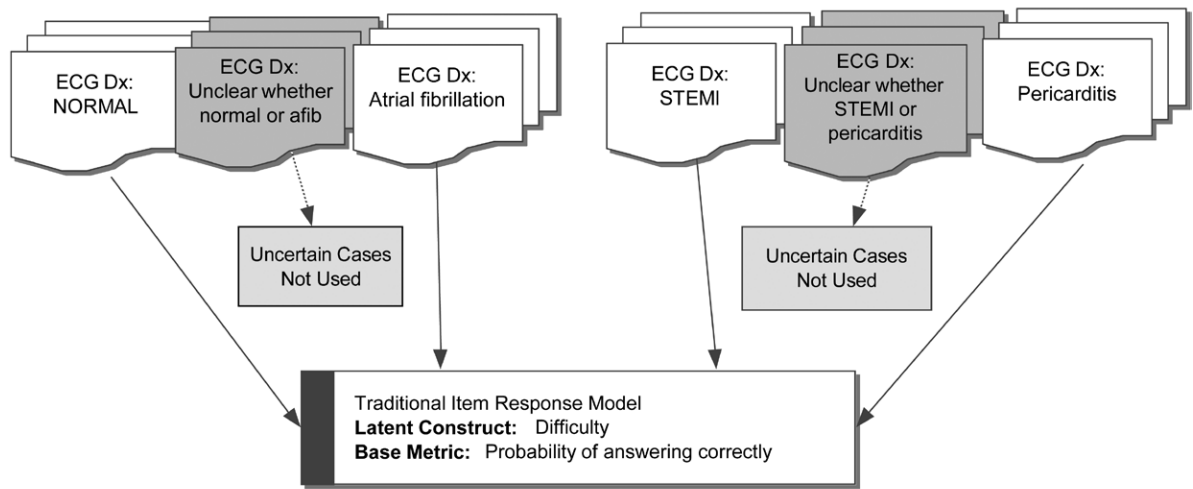 ECG Dx:
NORMAL
ECG Dx:
Unclear whether
normal or afib
ECG Dx:
Atrial fibrillation
ECG Dx:
STEMI
ECG Dx:
Unclear whether
STEMI or
pericarditis
ECG Dx:
Pericarditis
Uncertain Cases
Not Used
Uncertain Cases
Not Used
Traditional Item Response Model
Latent Construct: Difficulty
Base Metric: Probability of answering correctly